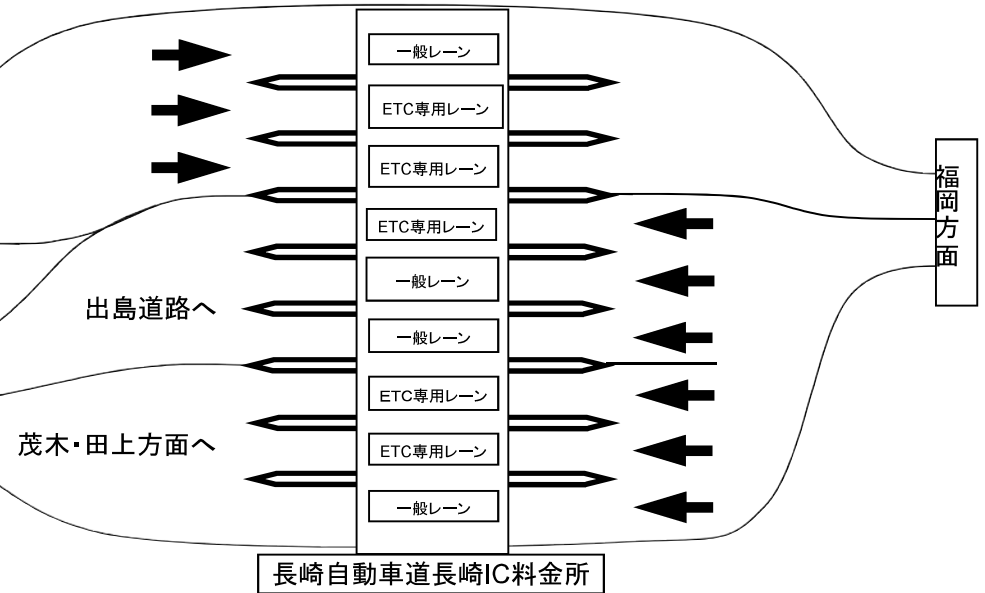 一般レーン
ETC専用レーン
ETC専用レーン
ETC専用レーン
一般レーン
一般レーン
ETC専用レーン
ETC専用レーン
一般レーン
出島道路へ
茂木・田上方面へ
福岡方面
長崎自動車道長崎IC料金所